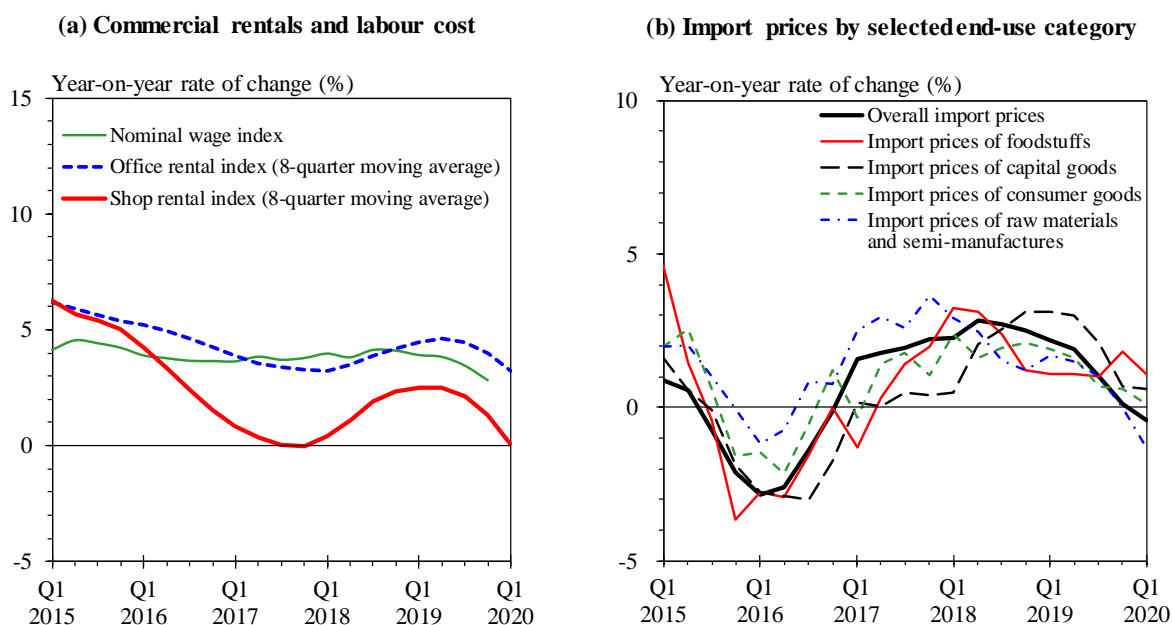 (a) Commercial rentals and labour cost
Year-on-year rate of change (%)
15
10
5
0
-5
Nominal wage index
Office rental index (8-quarter moving average)
Shop rental index (8-quarter moving average)
Q1 Q1 Q1 Q1 Q1 Q1
2015 2016 2017 2018 2019 2020
(b) Import prices by selected end-use category
Year-on-year rate of change (%)
10
5
0
-5
Overall import prices
Import prices of foodstuffs
Import prices of capital goods
Import prices of consumer goods
Import prices of raw materials
and semi-manufactures
Q1 Q1 Q1 Q1 Q1 Q1
2015 2016 2017 2018 2019 2020